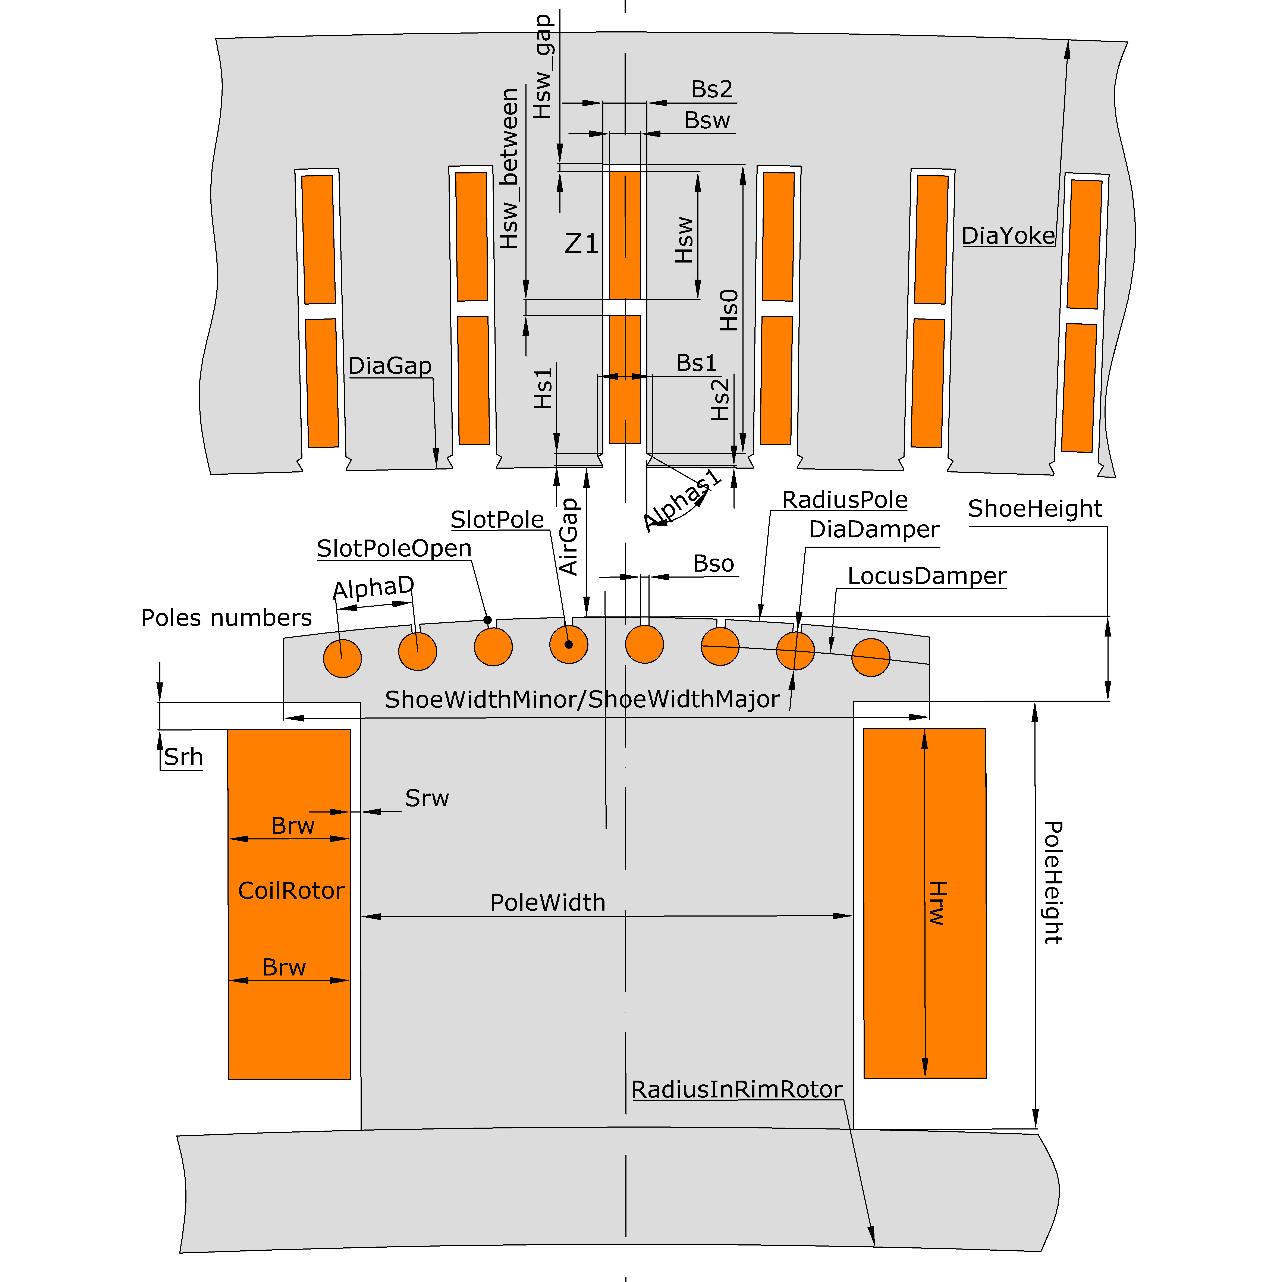 Hsw_gap
Bs2
Hsw_between
Bsw
Z1
Hsw
DiaYoke
Hs0
DiaGap
Hs1
Bs1
Hs2
Alphas1
SlotPole
AirGap
RadiusPole
ShoeHeight
DiaDamper
SlotPoleOpen
Bso
LocusDamper
AlphaD
Poles numbers
ShoeWidthMinor/ShoeWidthMajor
Srh
Srw
Brw
CoilRotor
PoleWidth
Hrw
PoleHeight
Brw
RadiusInRimRotor